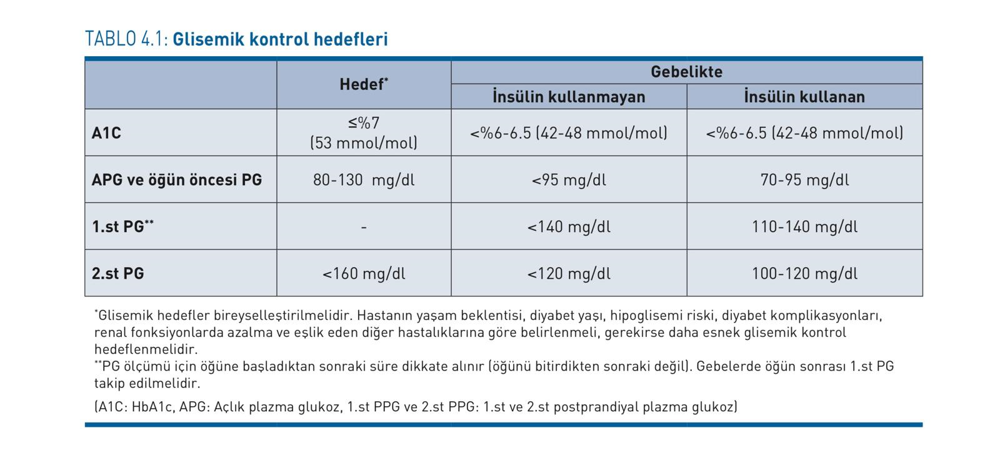 TABLO 4.1: Glisemik kontrol hedefleri
Hedef*
Gebelikte
İnsülin kullanmayan
İnsülin kullanan
A1C
≤%7
(53 mmol/mol)
<%6-6.5 (42-48 mmol/mol)
<%6-6.5 (42-48 mmol/mol)
APG ve öğün öncesi PG
80-130 mg/dl
<95 mg/dl
70-95 mg/dl
1.st PG**
-
<140 mg/dl
110-140 mg/dl
2.st PG
<160 mg/dl
<120 mg/dl
100-120 mg/dl
*Glisemik hedefler bireyselleştirilmelidir. Hastanın yaşam beklentisi, diyabet yaşı, hipoglisemi riski, diyabet komplikasyonları,
renal fonksiyonlarda azalma ve eşlik eden diğer hastalıklarına göre belirlenmeli, gerekirse daha esnek glisemik kontrol
hedeflenmelidir.
**PG ölçümü için öğüne başladıktan sonraki süre dikkate alınır (öğünü bitirdikten sonraki değil). Gebelerde öğün sonrası 1.st PG
takip edilmelidir.
(A1C: HbA1c, APG: Açlık plazma glukoz, 1.st PPG ve 2.st PPG: 1.st ve 2.st postprandiyal plazma glukoz)